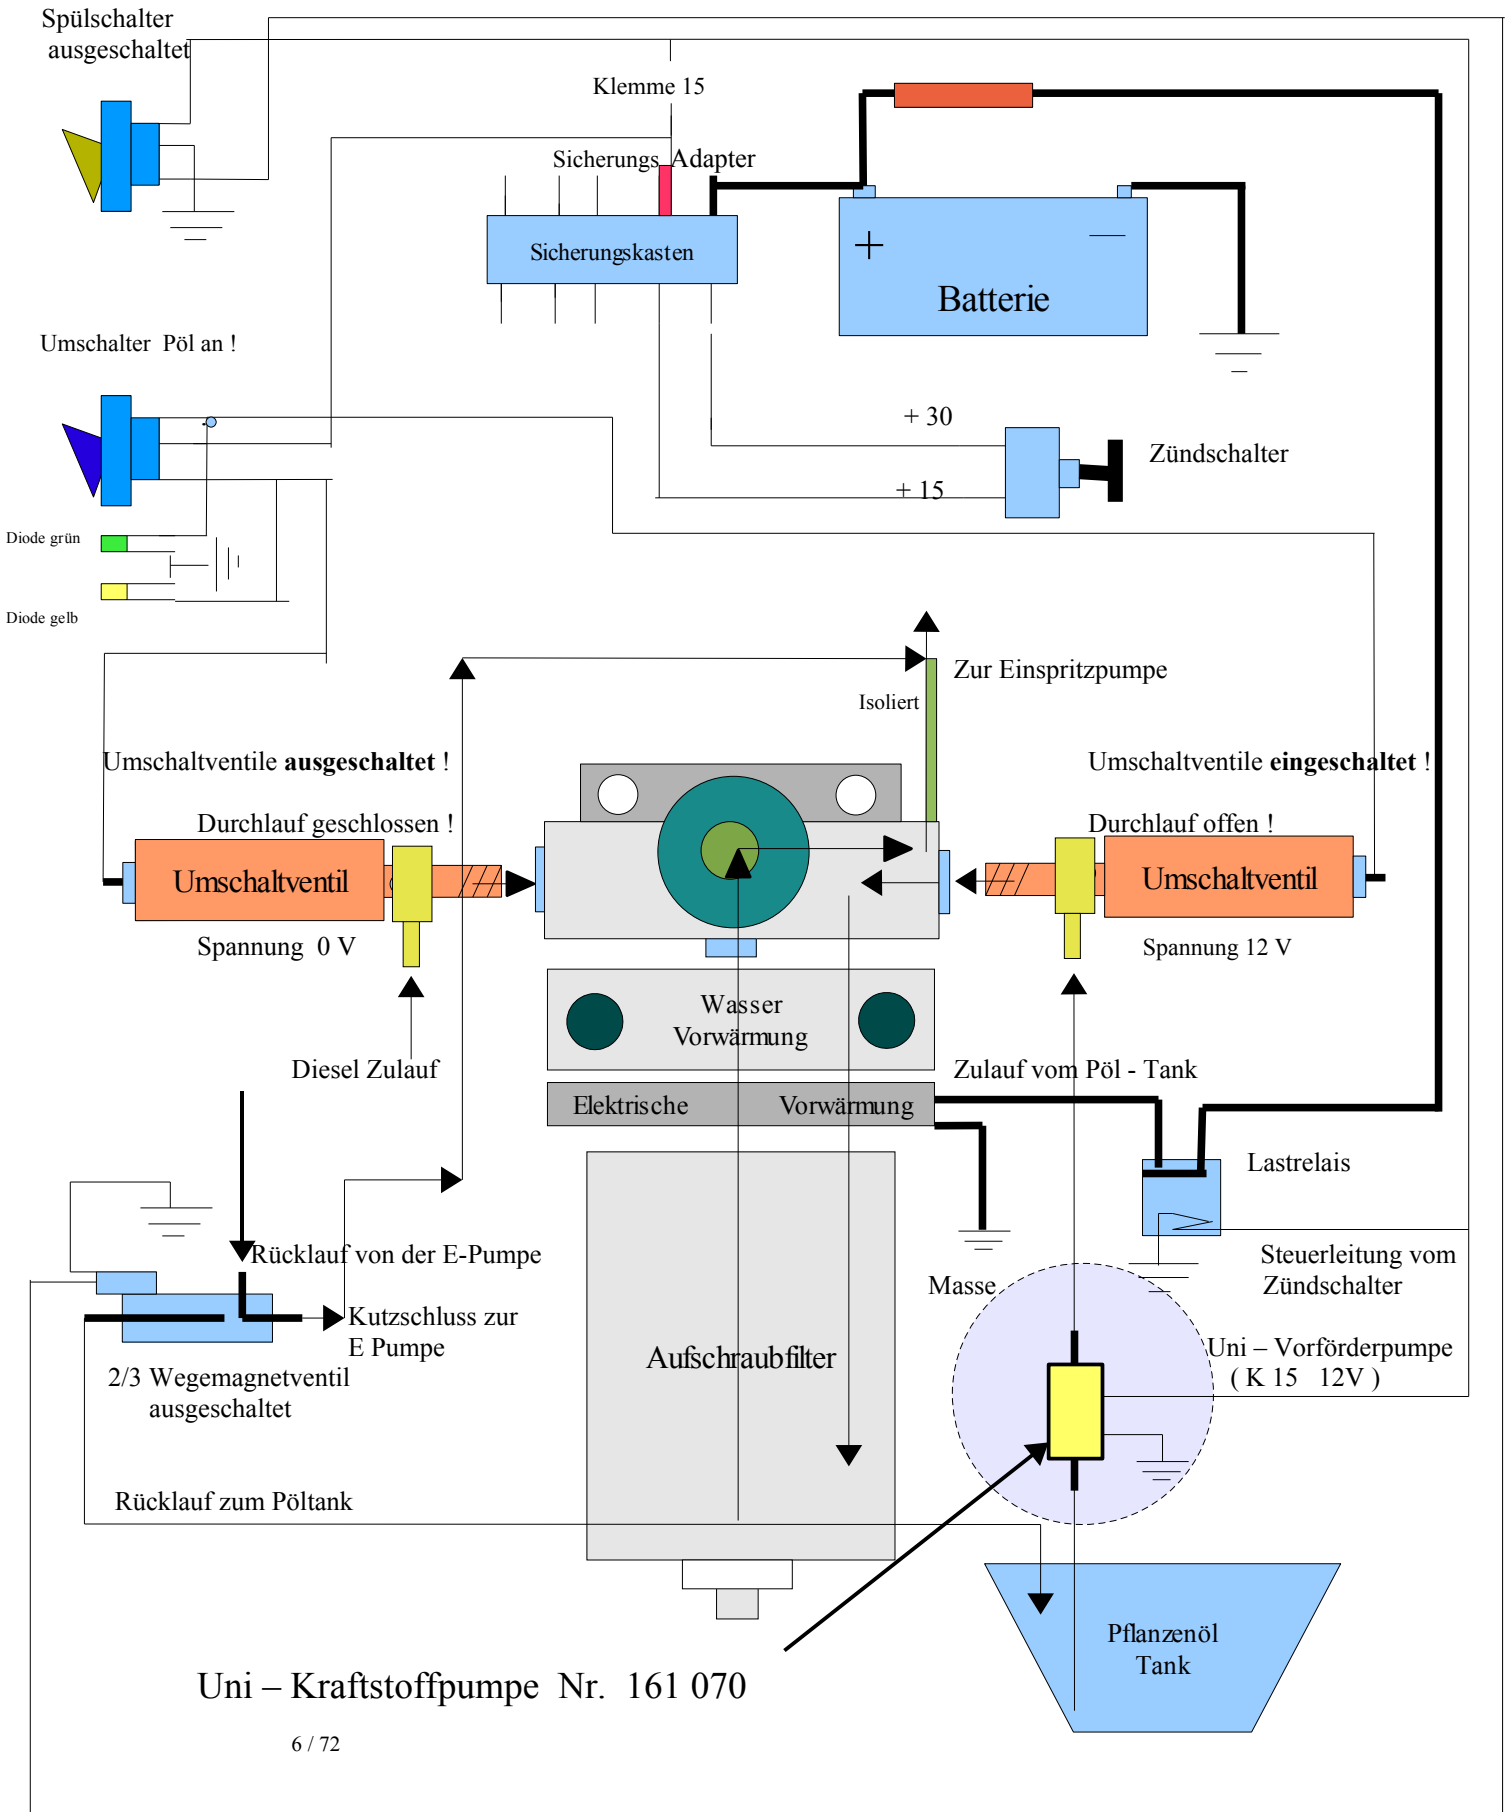 Spülschalter
ausgeschaltet
Klemme 15
Sicherungs Adapter
Sicherungskasten
+
—
Batterie
Umschalter Pöl an !
+ 30
Zündschalter
+ 15
Diode grün
Diode gelb
Zur Einspritzpumpe
Isoliert
Umschaltventile ausgeschaltet !
Umschaltventile eingeschaltet !
Durchlauf geschlossen !
Durchlauf offen !
Umschaltventil
Umschaltventil
Spannung 0 V
Spannung 12 V
Wasser
Vorwärmung
Diesel Zulauf
Zulauf vom Pöl - Tank
Elektrische Vorwärmung
Lastrelais
Rücklauf von der E-Pumpe
Steuerleitung vom
Zündschalter
Masse
Kutzschluss zur
E Pumpe
Aufschraubfilter
Uni – Vorförderpumpe
( K 15 12V )
2/3 Wegemagnetventil
ausgeschaltet
Rücklauf zum Pöltank
Pflanzenöl
Tank
Uni – Kraftstoffpumpe Nr. 161 070
6 / 72